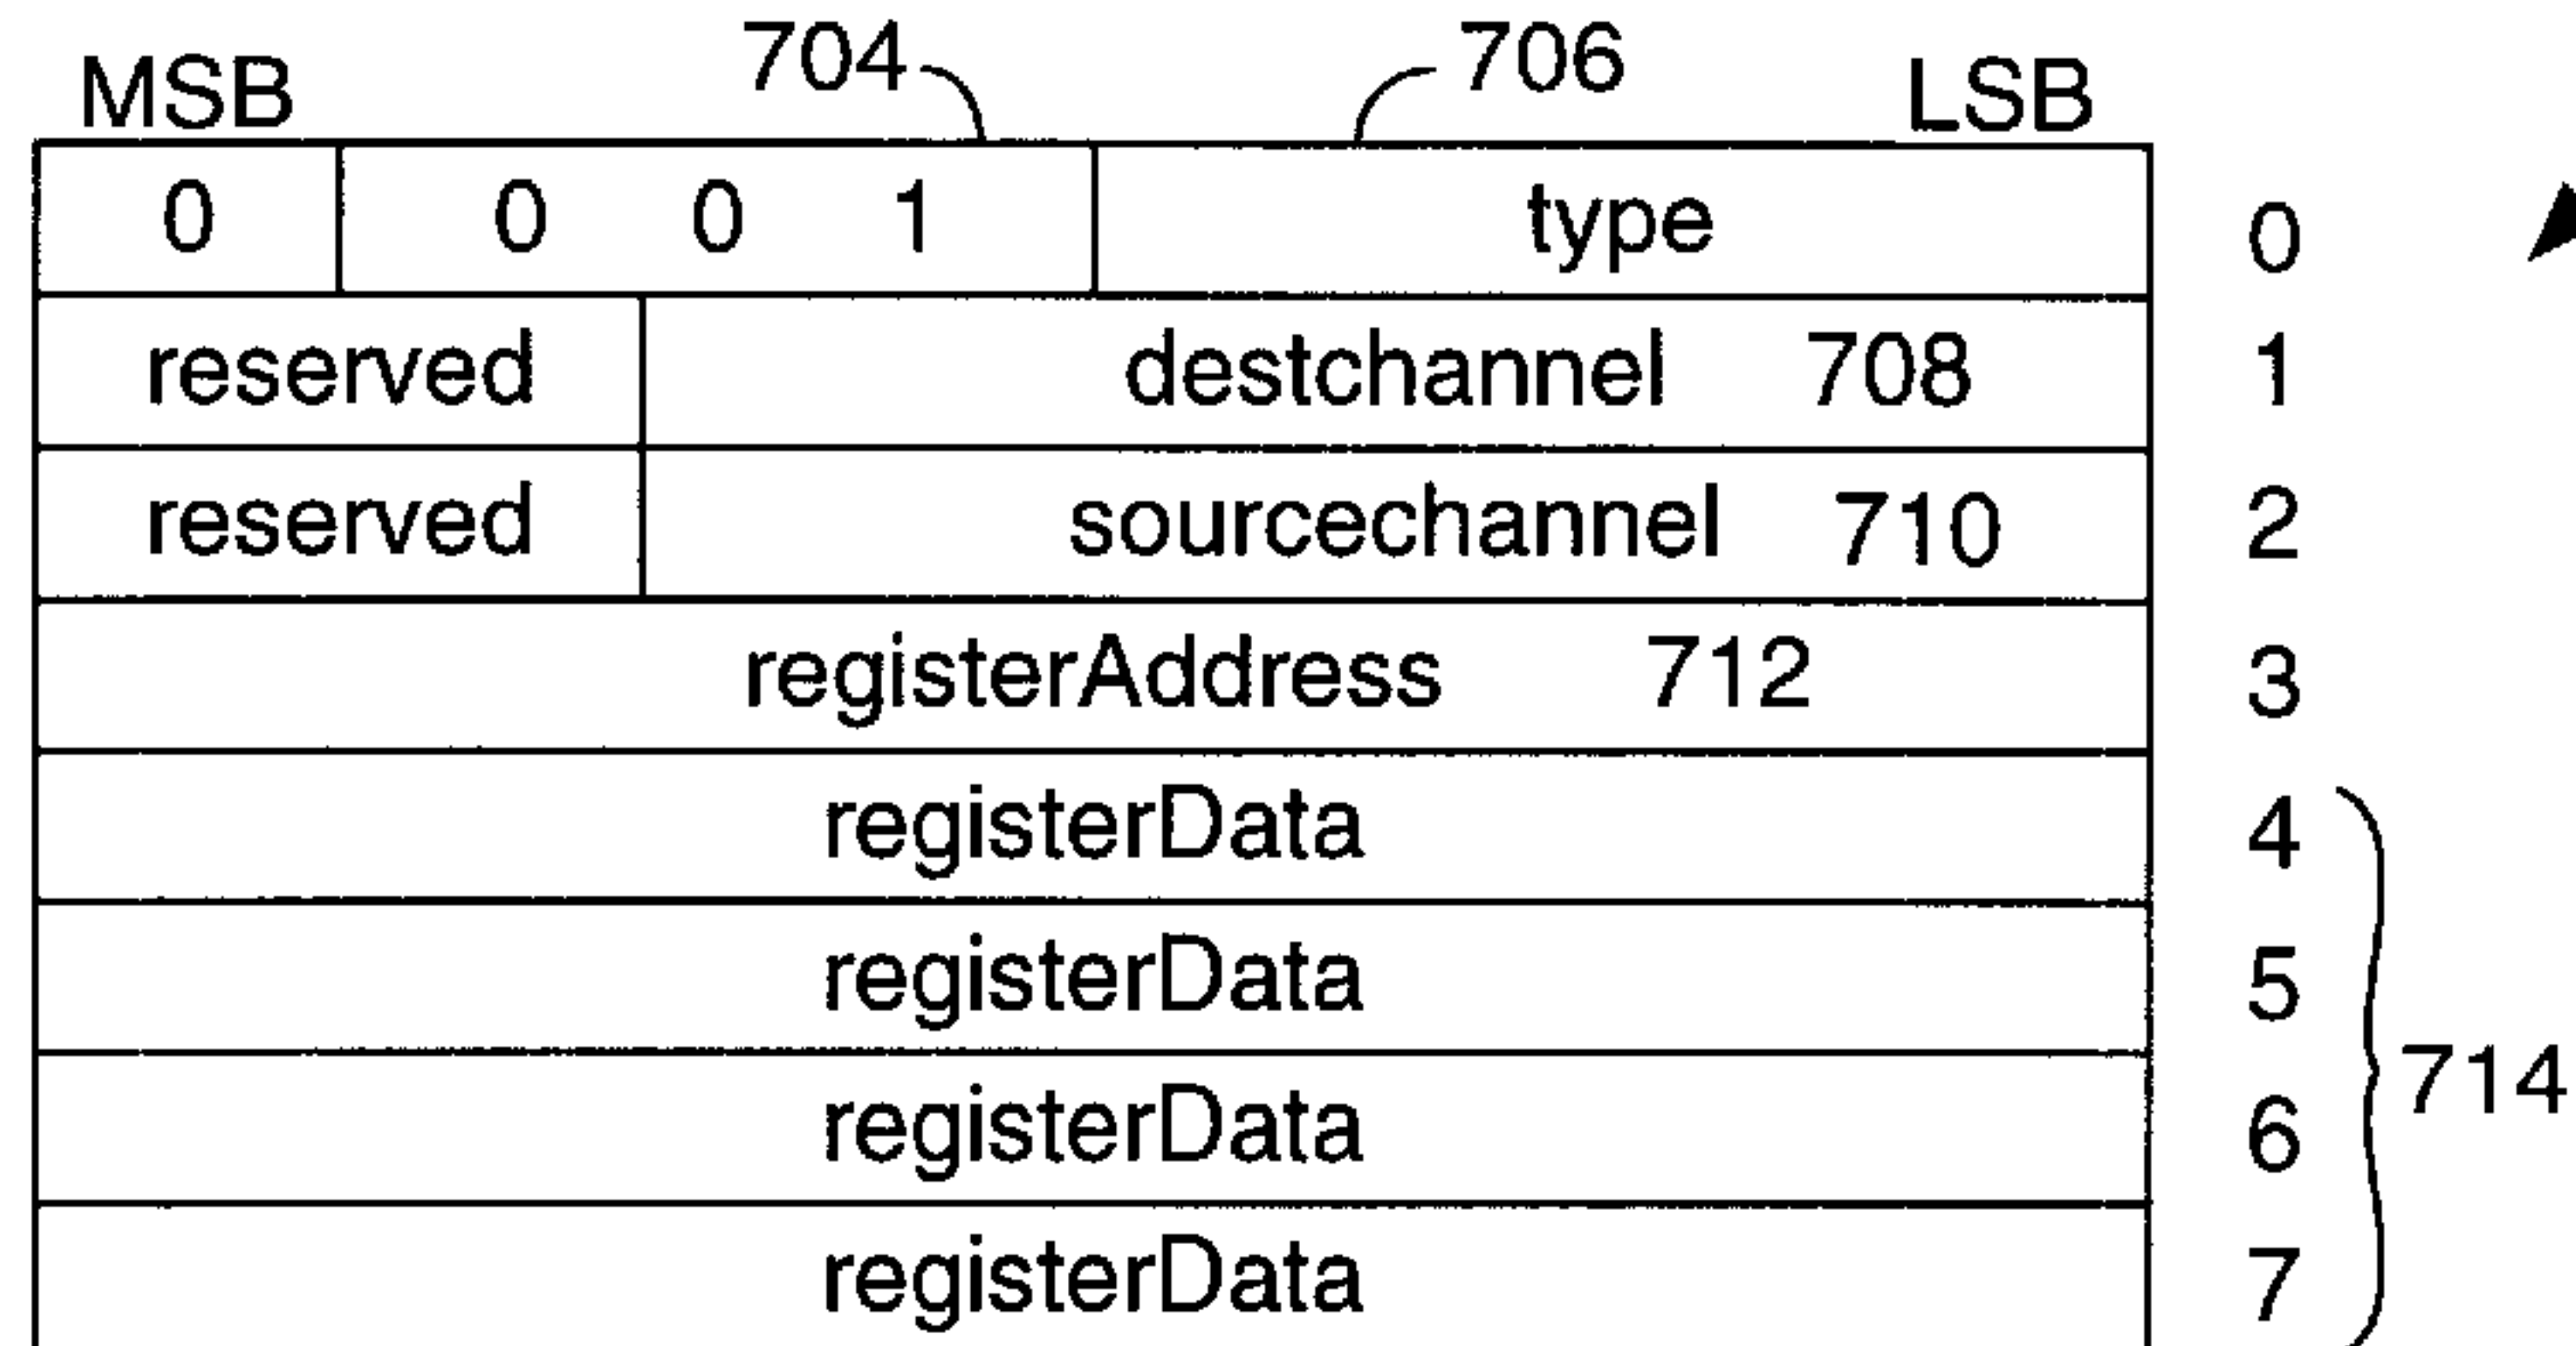 704 706
MSB LSB
0 0 0 1 type 0
reserved destchannel 708 1
reserved sourcechannel 710 2
registerAddress 712 3
registerData 4
registerData 5
714
registerData 6
registerData 7